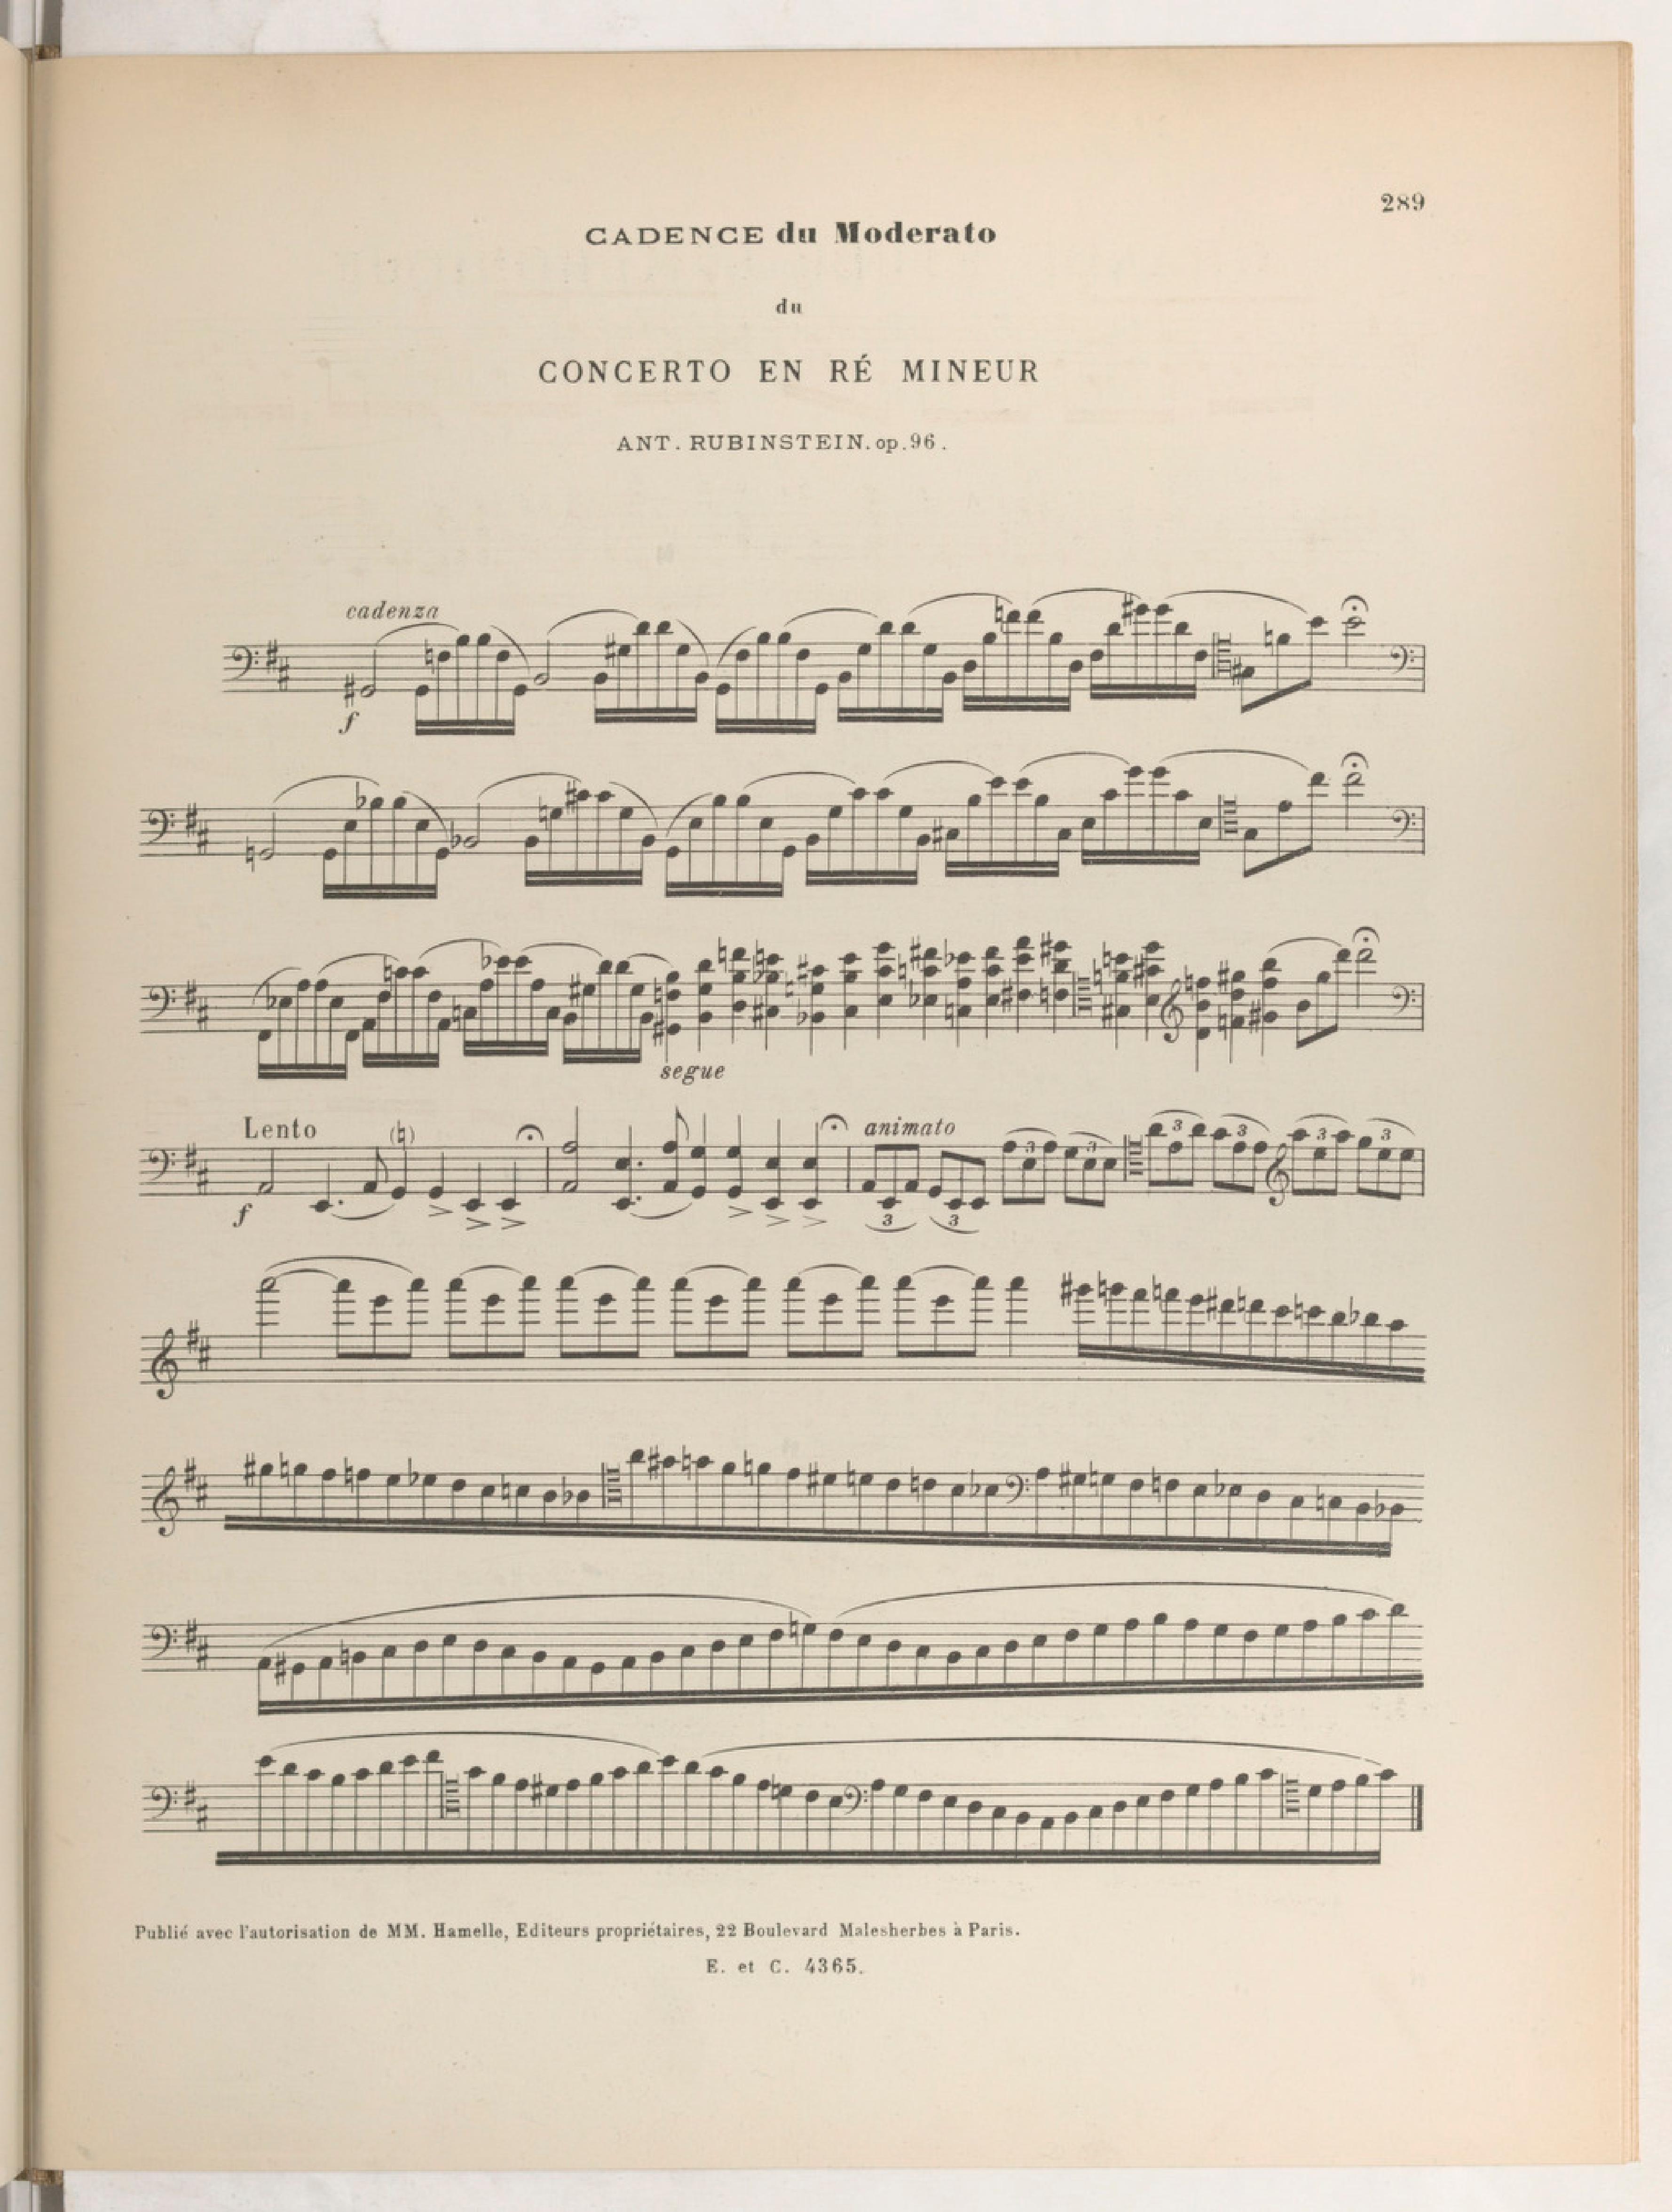 289
CADENCE du Moderato
du
CONCERTO EN RÉ MINEUR
ANT. RUBINSTEIN. op. 96.
cadenza
f
segue
Lento
animato
f
3 3 3 3 3 3 3 3
Publié avec l'autorisation de MM. Hamelle, Editeurs propriétaires, 22 Boulevard Malesherbes à Paris.
E. et C. 4365.